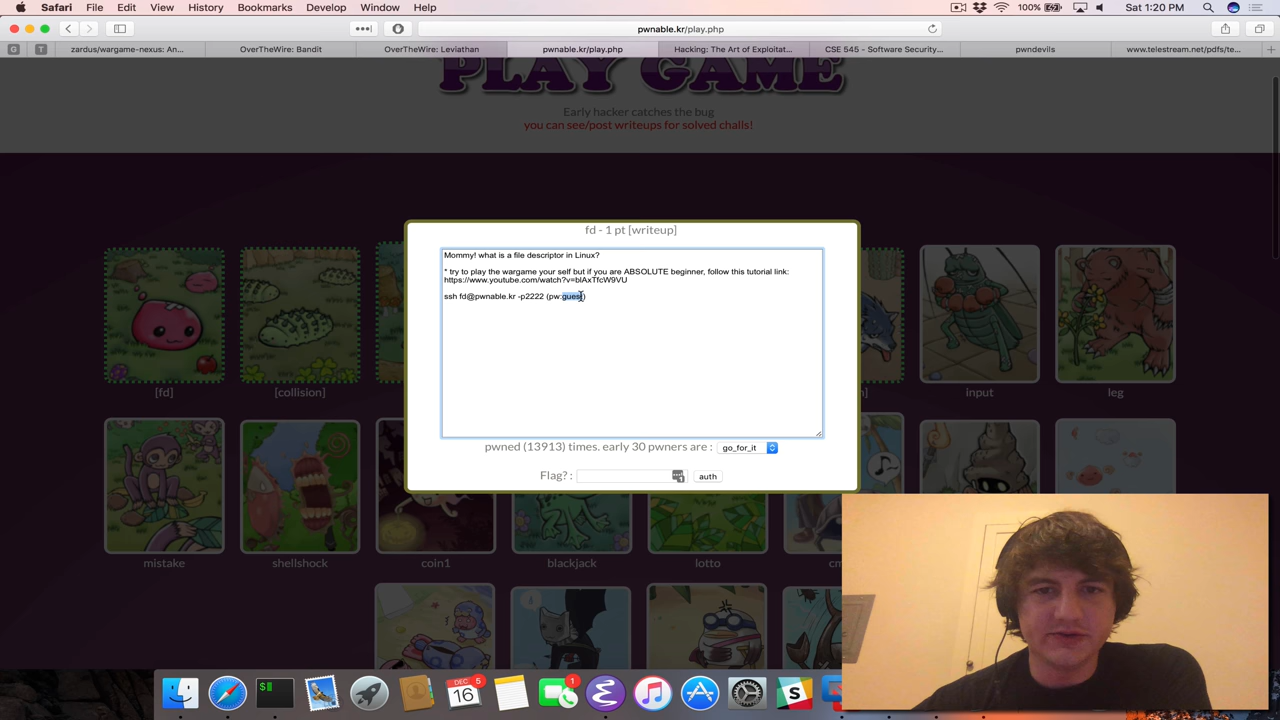 Safari File Edit View History Bookmarks Develop Window Help
100% Sat 1:20 PM
pwnable.kr/play.php
G T zardus/wargame-nexus: An... OverTheWire: Bandit OverTheWire: Leviathan pwnable.kr/play.php Hacking: The Art of Exploitat... CSE 545 - Software Security... pwndevils www.telestream.net/pdfs/te...
PLAY GAME
Early hacker catches the bug
you can see/post writeups for solved challs!
fd - 1 pt [writeup]
Mommy! what is a file descriptor in Linux?
* try to play the wargame your self but if you are ABSOLUTE beginner, follow this tutorial link:
https://www.youtube.com/watch?v=blAxTfcW9VU
ssh fd@pwnable.kr -p2222 (pw:guest)
[fd] [collision] input leg
pwned (13913) times. early 30 pwners are : go_for_it
Flag? : auth
mistake shellshock coin1 blackjack lotto
DEC 5
16 1